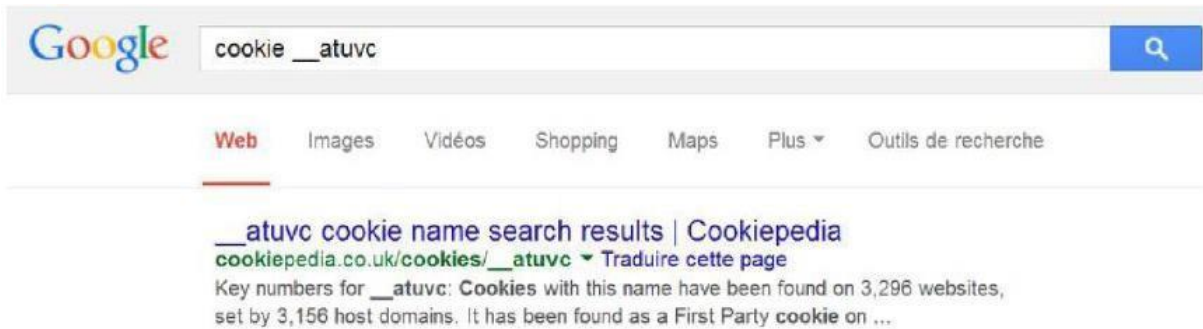 Google cookie __atuvc
Web Images Vidéos Shopping Maps Plus Outils de recherche
__atuvc cookie name search results | Cookiepedia
cookiepedia.co.uk/cookies/__atuvc Traduire cette page
Key numbers for __atuvc: Cookies with this name have been found on 3,296 websites,
set by 3,156 host domains. It has been found as a First Party cookie on ...